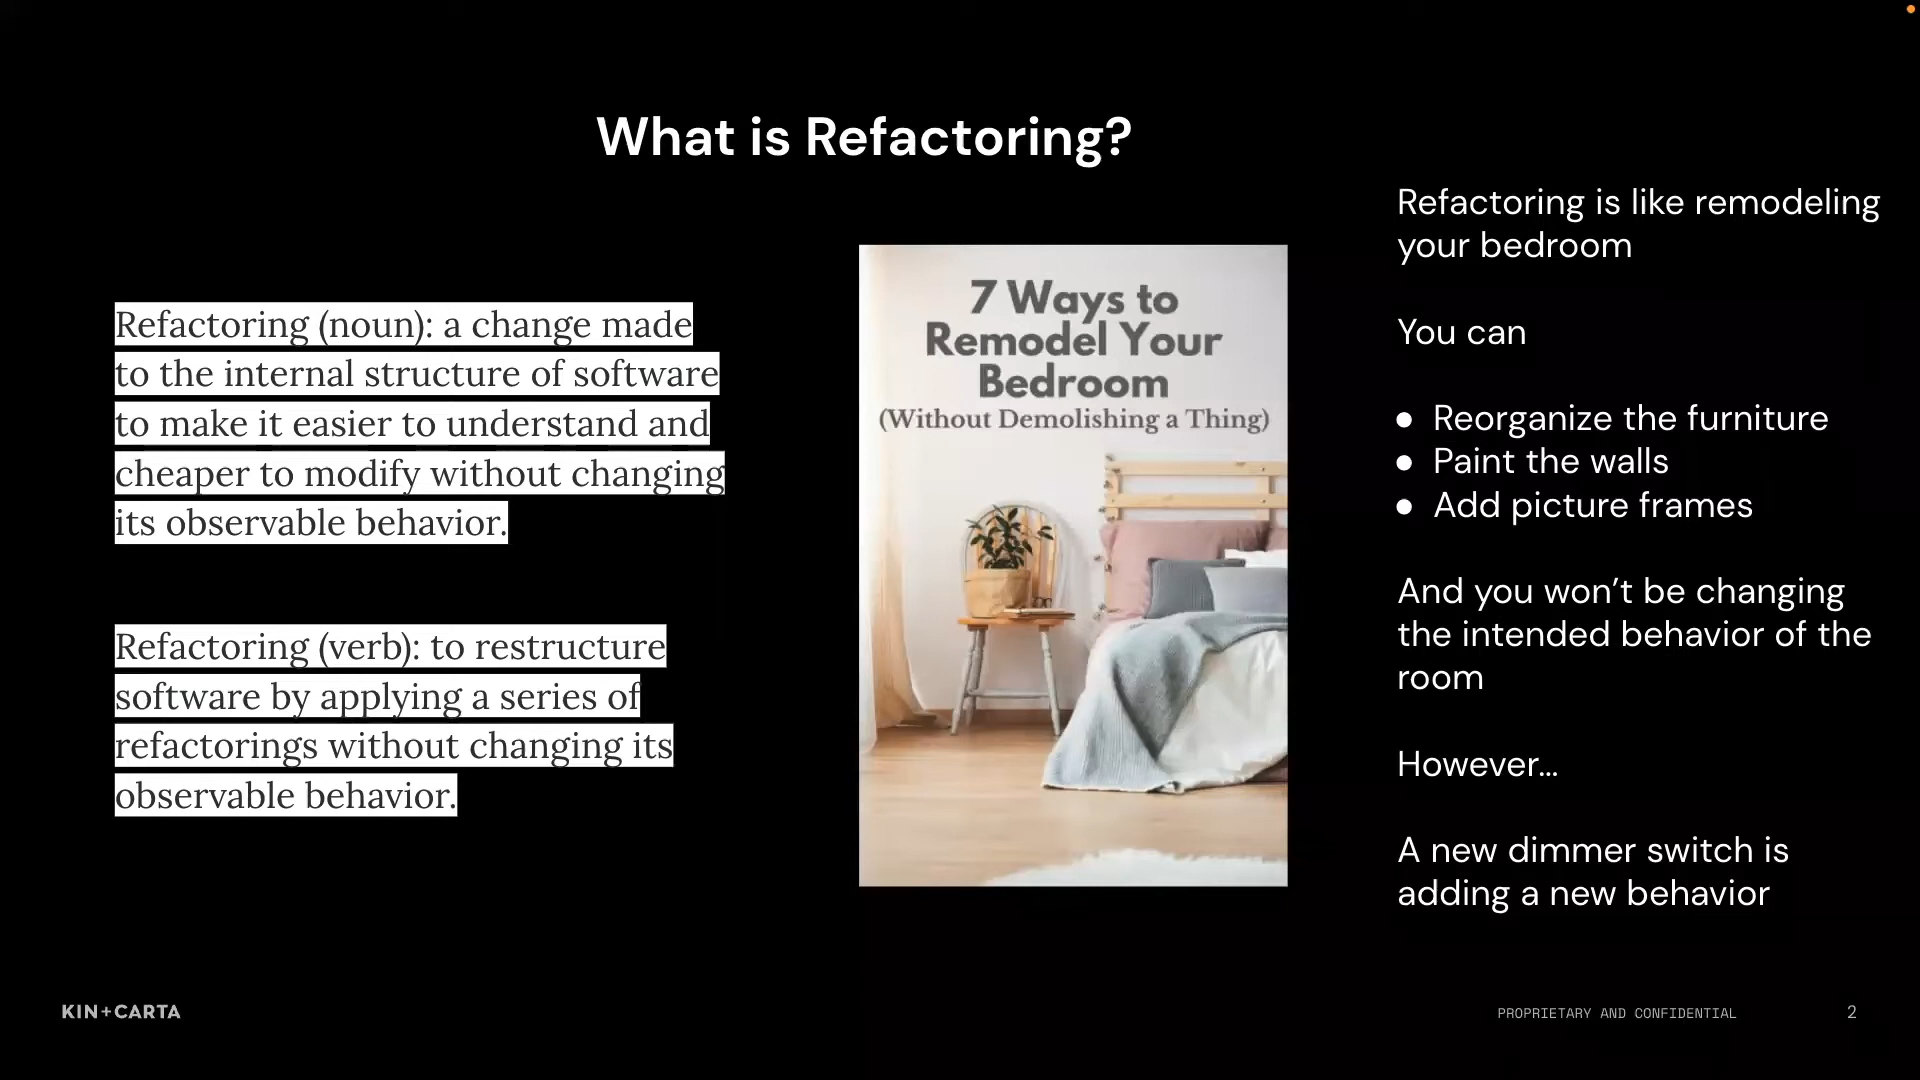 What is Refactoring?
Refactoring (noun): a change made
to the internal structure of software
to make it easier to understand and
cheaper to modify without changing
its observable behavior.
Refactoring (verb): to restructure
software by applying a series of
refactorings without changing its
observable behavior.
7 Ways to
Remodel Your
Bedroom
(Without Demolishing a Thing)
Refactoring is like remodeling
your bedroom
You can
● Reorganize the furniture
● Paint the walls
● Add picture frames
And you won’t be changing
the intended behavior of the
room
However…
A new dimmer switch is
adding a new behavior
KIN+CARTA
PROPRIETARY AND CONFIDENTIAL
2